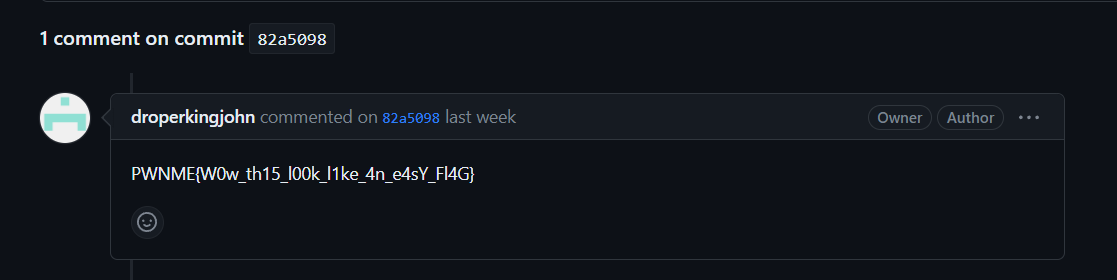 1 comment on commit 82a5098
droperkingjohn commented on 82a5098 last week Owner Author
PWNME{W0w_th15_l00k_l1ke_4n_e4sY_Fl4G}